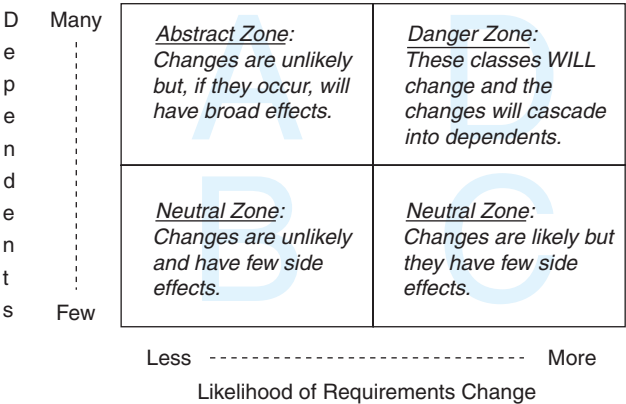 Dependents
Many
Few
Abstract Zone:
Changes are unlikely
but, if they occur, will
have broad effects.
A
Danger Zone:
These classes WILL
change and the
changes will cascade
into dependents.
D
Neutral Zone:
Changes are unlikely
and have few side
effects.
B
Neutral Zone:
Changes are likely but
they have few side
effects.
C
Less
More
Likelihood of Requirements Change